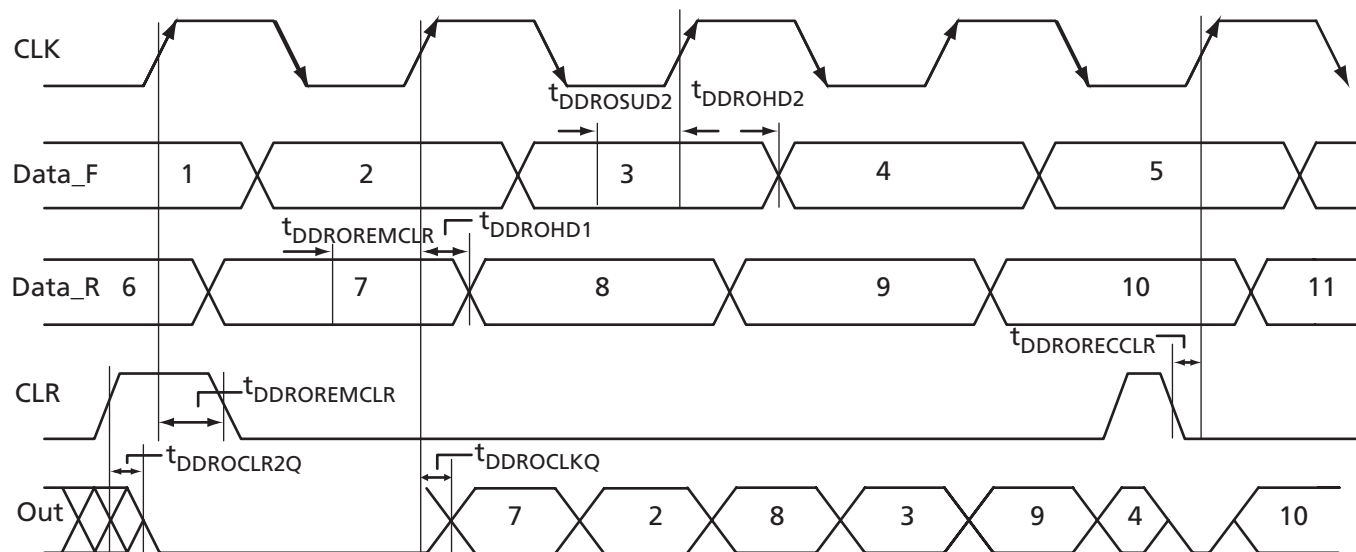 CLK
tDDROSUD2 tDDROHD2
Data_F 1 2 3 4 5
tDDROREMCLR tDDROHD1
Data_R 6 7 8 9 10 11
tDDRORECCLR
CLR tDDROREMCLR
tDDROCLR2Q tDDROCLKQ
Out 7 2 8 3 9 4 10